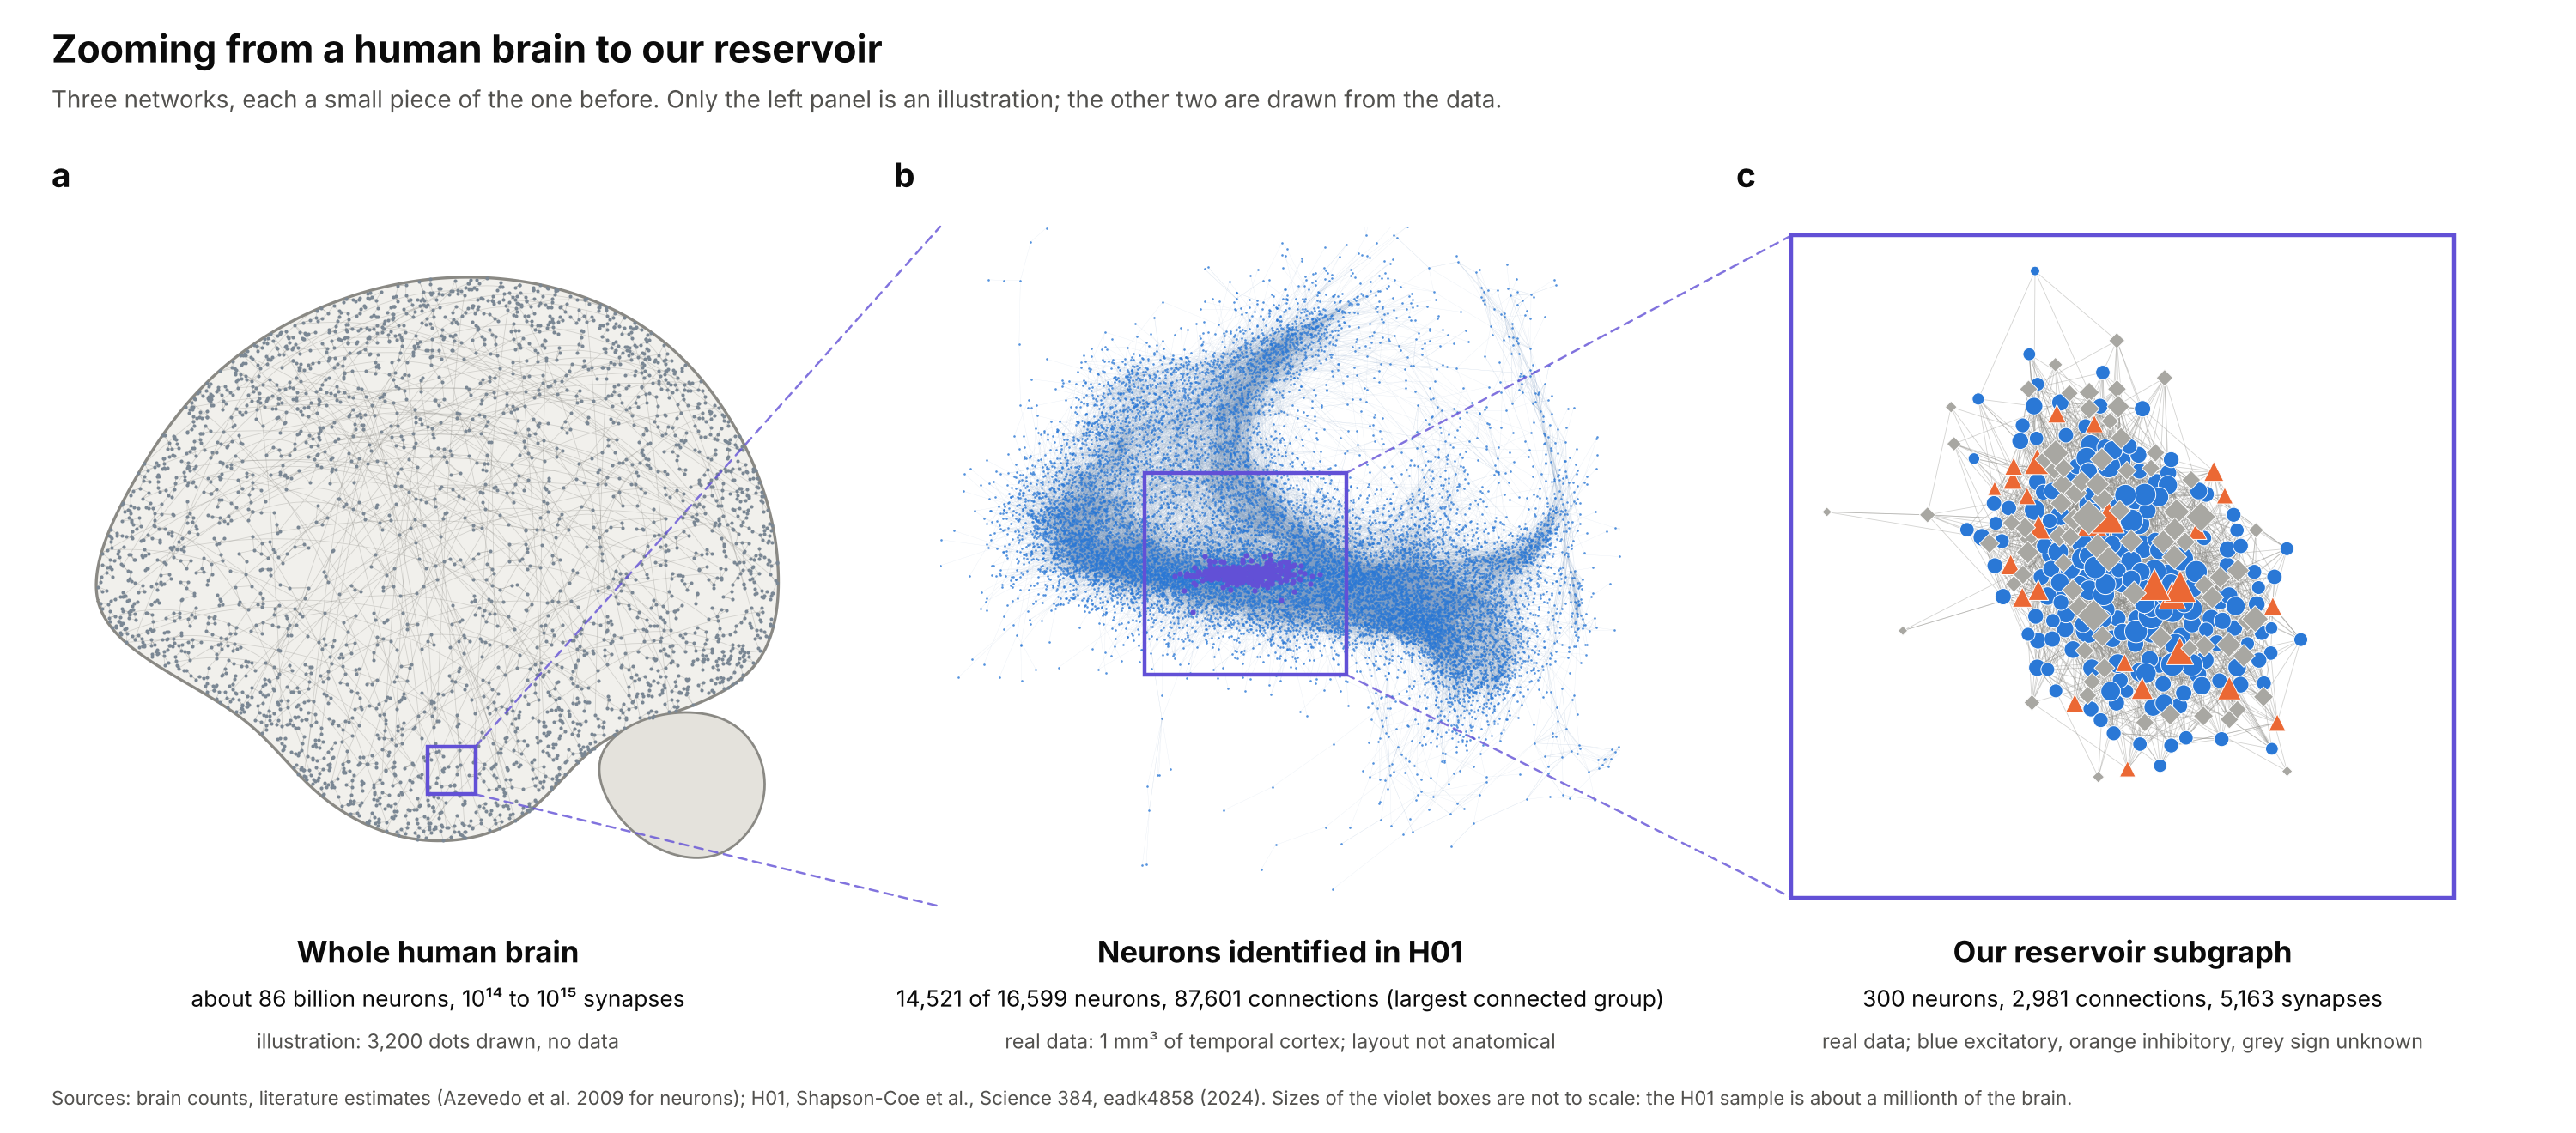 Zooming from a human brain to our reservoir
Three networks, each a small piece of the one before. Only the left panel is an illustration; the other two are drawn from the data.
a
b
c
Whole human brain
about 86 billion neurons, 10¹⁴ to 10¹⁵ synapses
illustration: 3,200 dots drawn, no data
Neurons identified in H01
14,521 of 16,599 neurons, 87,601 connections (largest connected group)
real data: 1 mm³ of temporal cortex; layout not anatomical
Our reservoir subgraph
300 neurons, 2,981 connections, 5,163 synapses
real data; blue excitatory, orange inhibitory, grey sign unknown
Sources: brain counts, literature estimates (Azevedo et al. 2009 for neurons); H01, Shapson-Coe et al., Science 384, eadk4858 (2024). Sizes of the violet boxes are not to scale: the H01 sample is about a millionth of the brain.